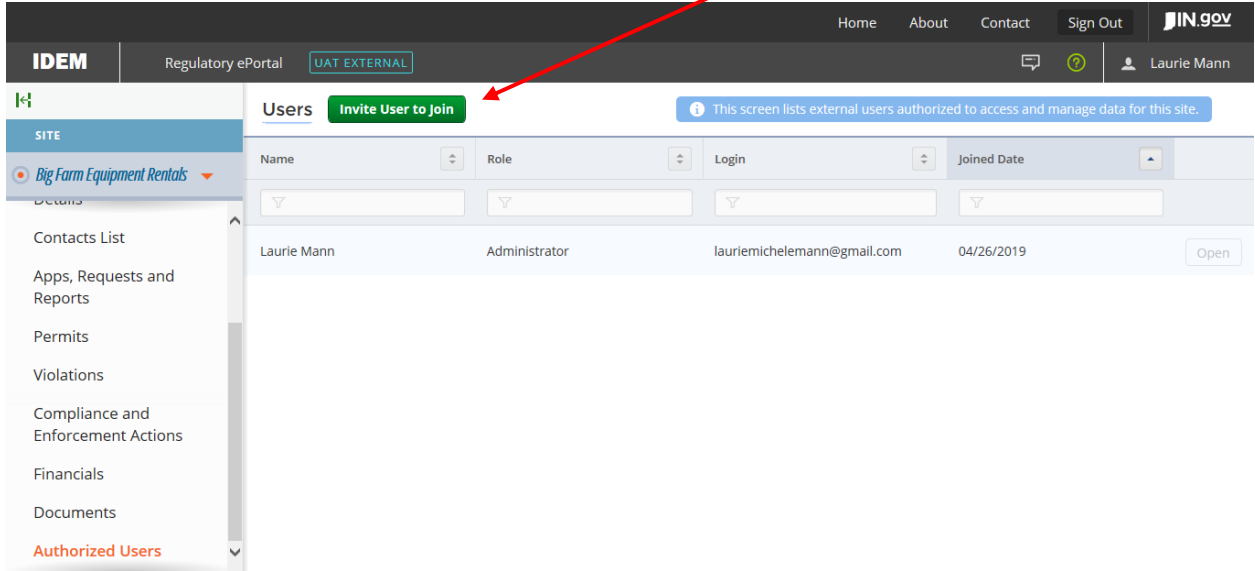 Home About Contact Sign Out IN.gov
IDEM Regulatory ePortal UAT EXTERNAL Laurie Mann
Users Invite User to Join This screen lists external users authorized to access and manage data for this site.
SITE
Big Farm Equipment Rentals
Name Role Login Joined Date
Details
Contacts List
Laurie Mann Administrator lauriemichelemann@gmail.com 04/26/2019 Open
Apps, Requests and
Reports
Permits
Violations
Compliance and
Enforcement Actions
Financials
Documents
Authorized Users